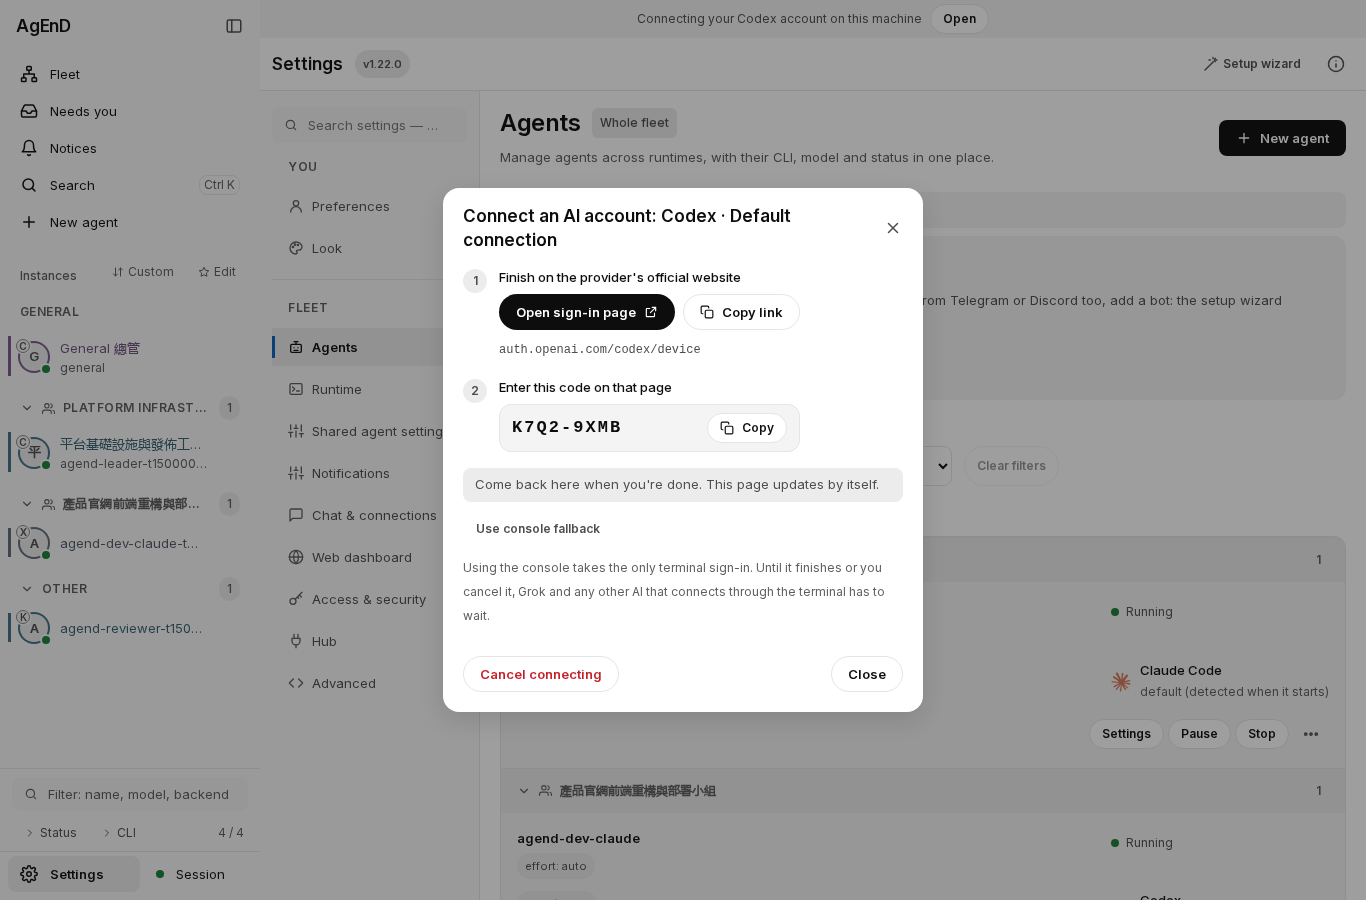 AgEnD
Fleet
Needs you
Notices
Search
Ctrl K
New agent
Instances
Custom
Edit
GENERAL
C
G
General 總管
general
PLATFORM INFRAST...
1
C
平
平台基礎設施與發佈工...
agend-leader-t150000...
產品官網前端重構與部...
1
X
A
agend-dev-claude-t...
OTHER
1
K
A
agend-reviewer-t150...
Filter: name, model, backend
Status
CLI
4 / 4
Settings
Session
Connecting your Codex account on this machine
Open
Settings
v1.22.0
Setup wizard
Search settings — ...
YOU
Preferences
Look
FLEET
Agents
Runtime
Shared agent setting
Notifications
Chat & connections
Web dashboard
Access & security
Hub
Advanced
Agents
Whole fleet
Manage agents across runtimes, with their CLI, model and status in one place.
New agent
rom Telegram or Discord too, add a bot: the setup wizard
Clear filters
1
Running
Claude Code
default (detected when it starts)
Settings
Pause
Stop
產品官網前端重構與部署小組
1
agend-dev-claude
effort: auto
Running
Codex
Connect an AI account: Codex · Default
connection
1
Finish on the provider's official website
Open sign-in page
Copy link
auth.openai.com/codex/device
2
Enter this code on that page
K7Q2-9XMB
Copy
Come back here when you're done. This page updates by itself.
Use console fallback
Using the console takes the only terminal sign-in. Until it finishes or you
cancel it, Grok and any other AI that connects through the terminal has to
wait.
Cancel connecting
Close